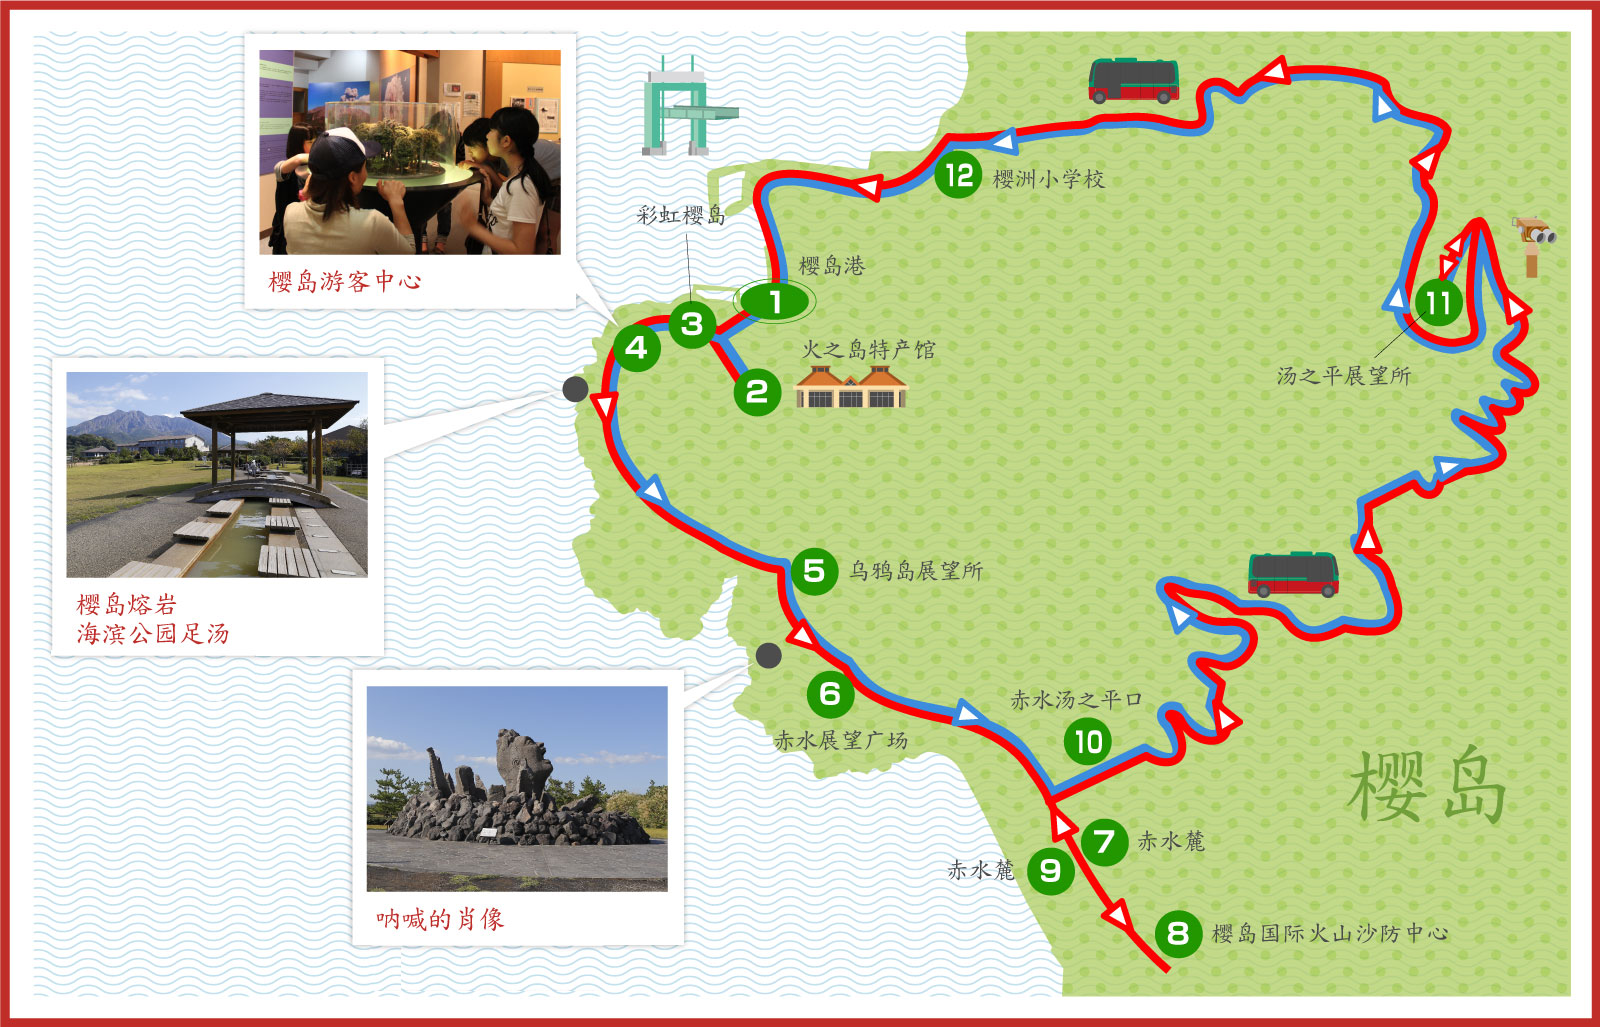 12
樱洲小学校
彩虹樱岛
樱岛港
1
樱岛游客中心
3
4
火之岛特产馆
2
11
汤之平展望所
樱岛熔岩
海滨公园足汤
5
乌鸦岛展望所
6
赤水展望广场
赤水汤之平口
10
樱岛
7
赤水麓
赤水麓
9
呐喊的肖像
8
樱岛国际火山沙防中心